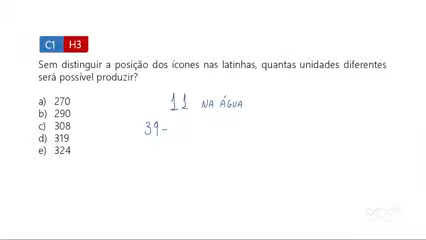 C1 H3
Sem distinguir a posição dos ícones nas latinhas, quantas unidades diferentes
será possível produzir?
a) 270
b) 290
c) 308
d) 319
e) 324
11 NA ÁGUA
39-